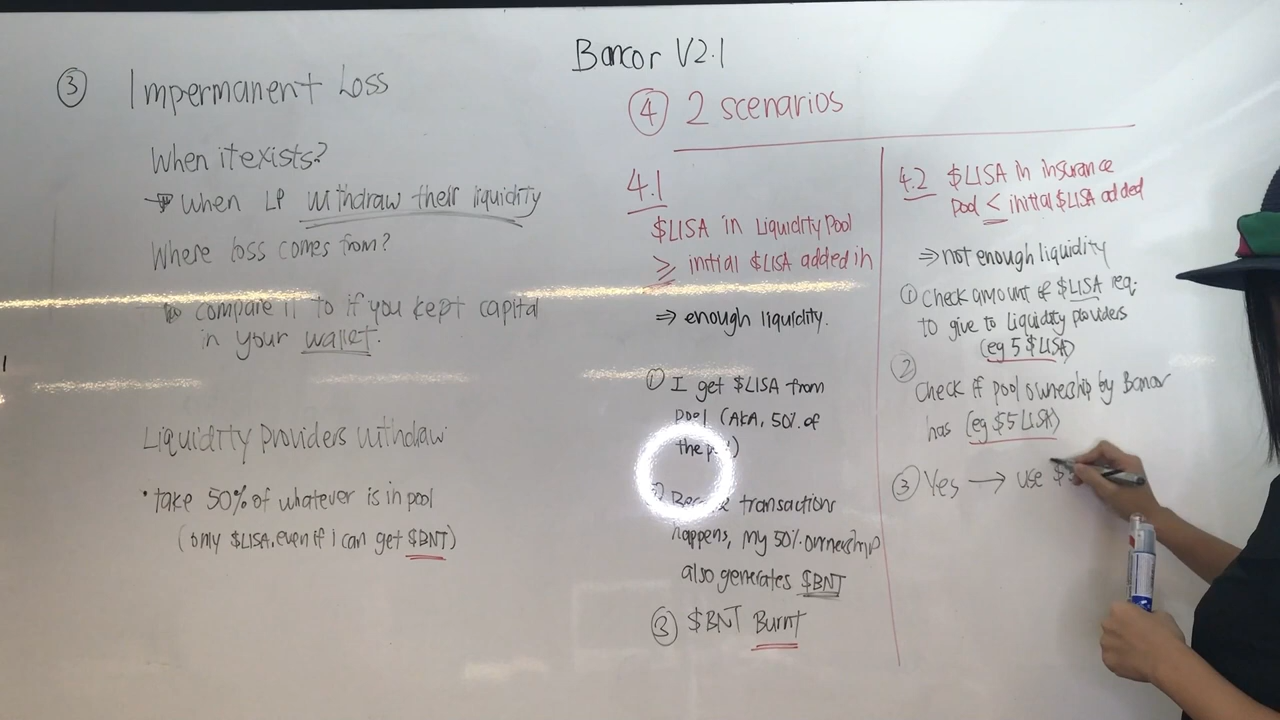 Bancor V2.1
③ Impermanent Loss
When it exists?
↳ When LP withdraw their liquidity
Where loss comes from?
↳ compare it to if you kept capital
in your wallet.
Liquidity Providers withdraw
• take 50% of whatever is in pool
(only $LISA, even if i can get $BNT)
④ 2 scenarios
4.1
$LISA in Liquidity Pool
≥ initial $LISA added in
⇒ enough liquidity.
① I get $LISA from
pool (AKA, 50% of
the
transactions
happens, my 50% ownership
also generates $BNT
③ $BNT Burnt
4.2 $LISA in insurance
pool < initial $LISA added
⇒ not enough liquidity
① Check amount of $LISA req.
to give to liquidity providers
(eg 5 $LISA)
②
Check if pool ownership by Bancor
has (eg $5 LISA)
③ Yes → use $